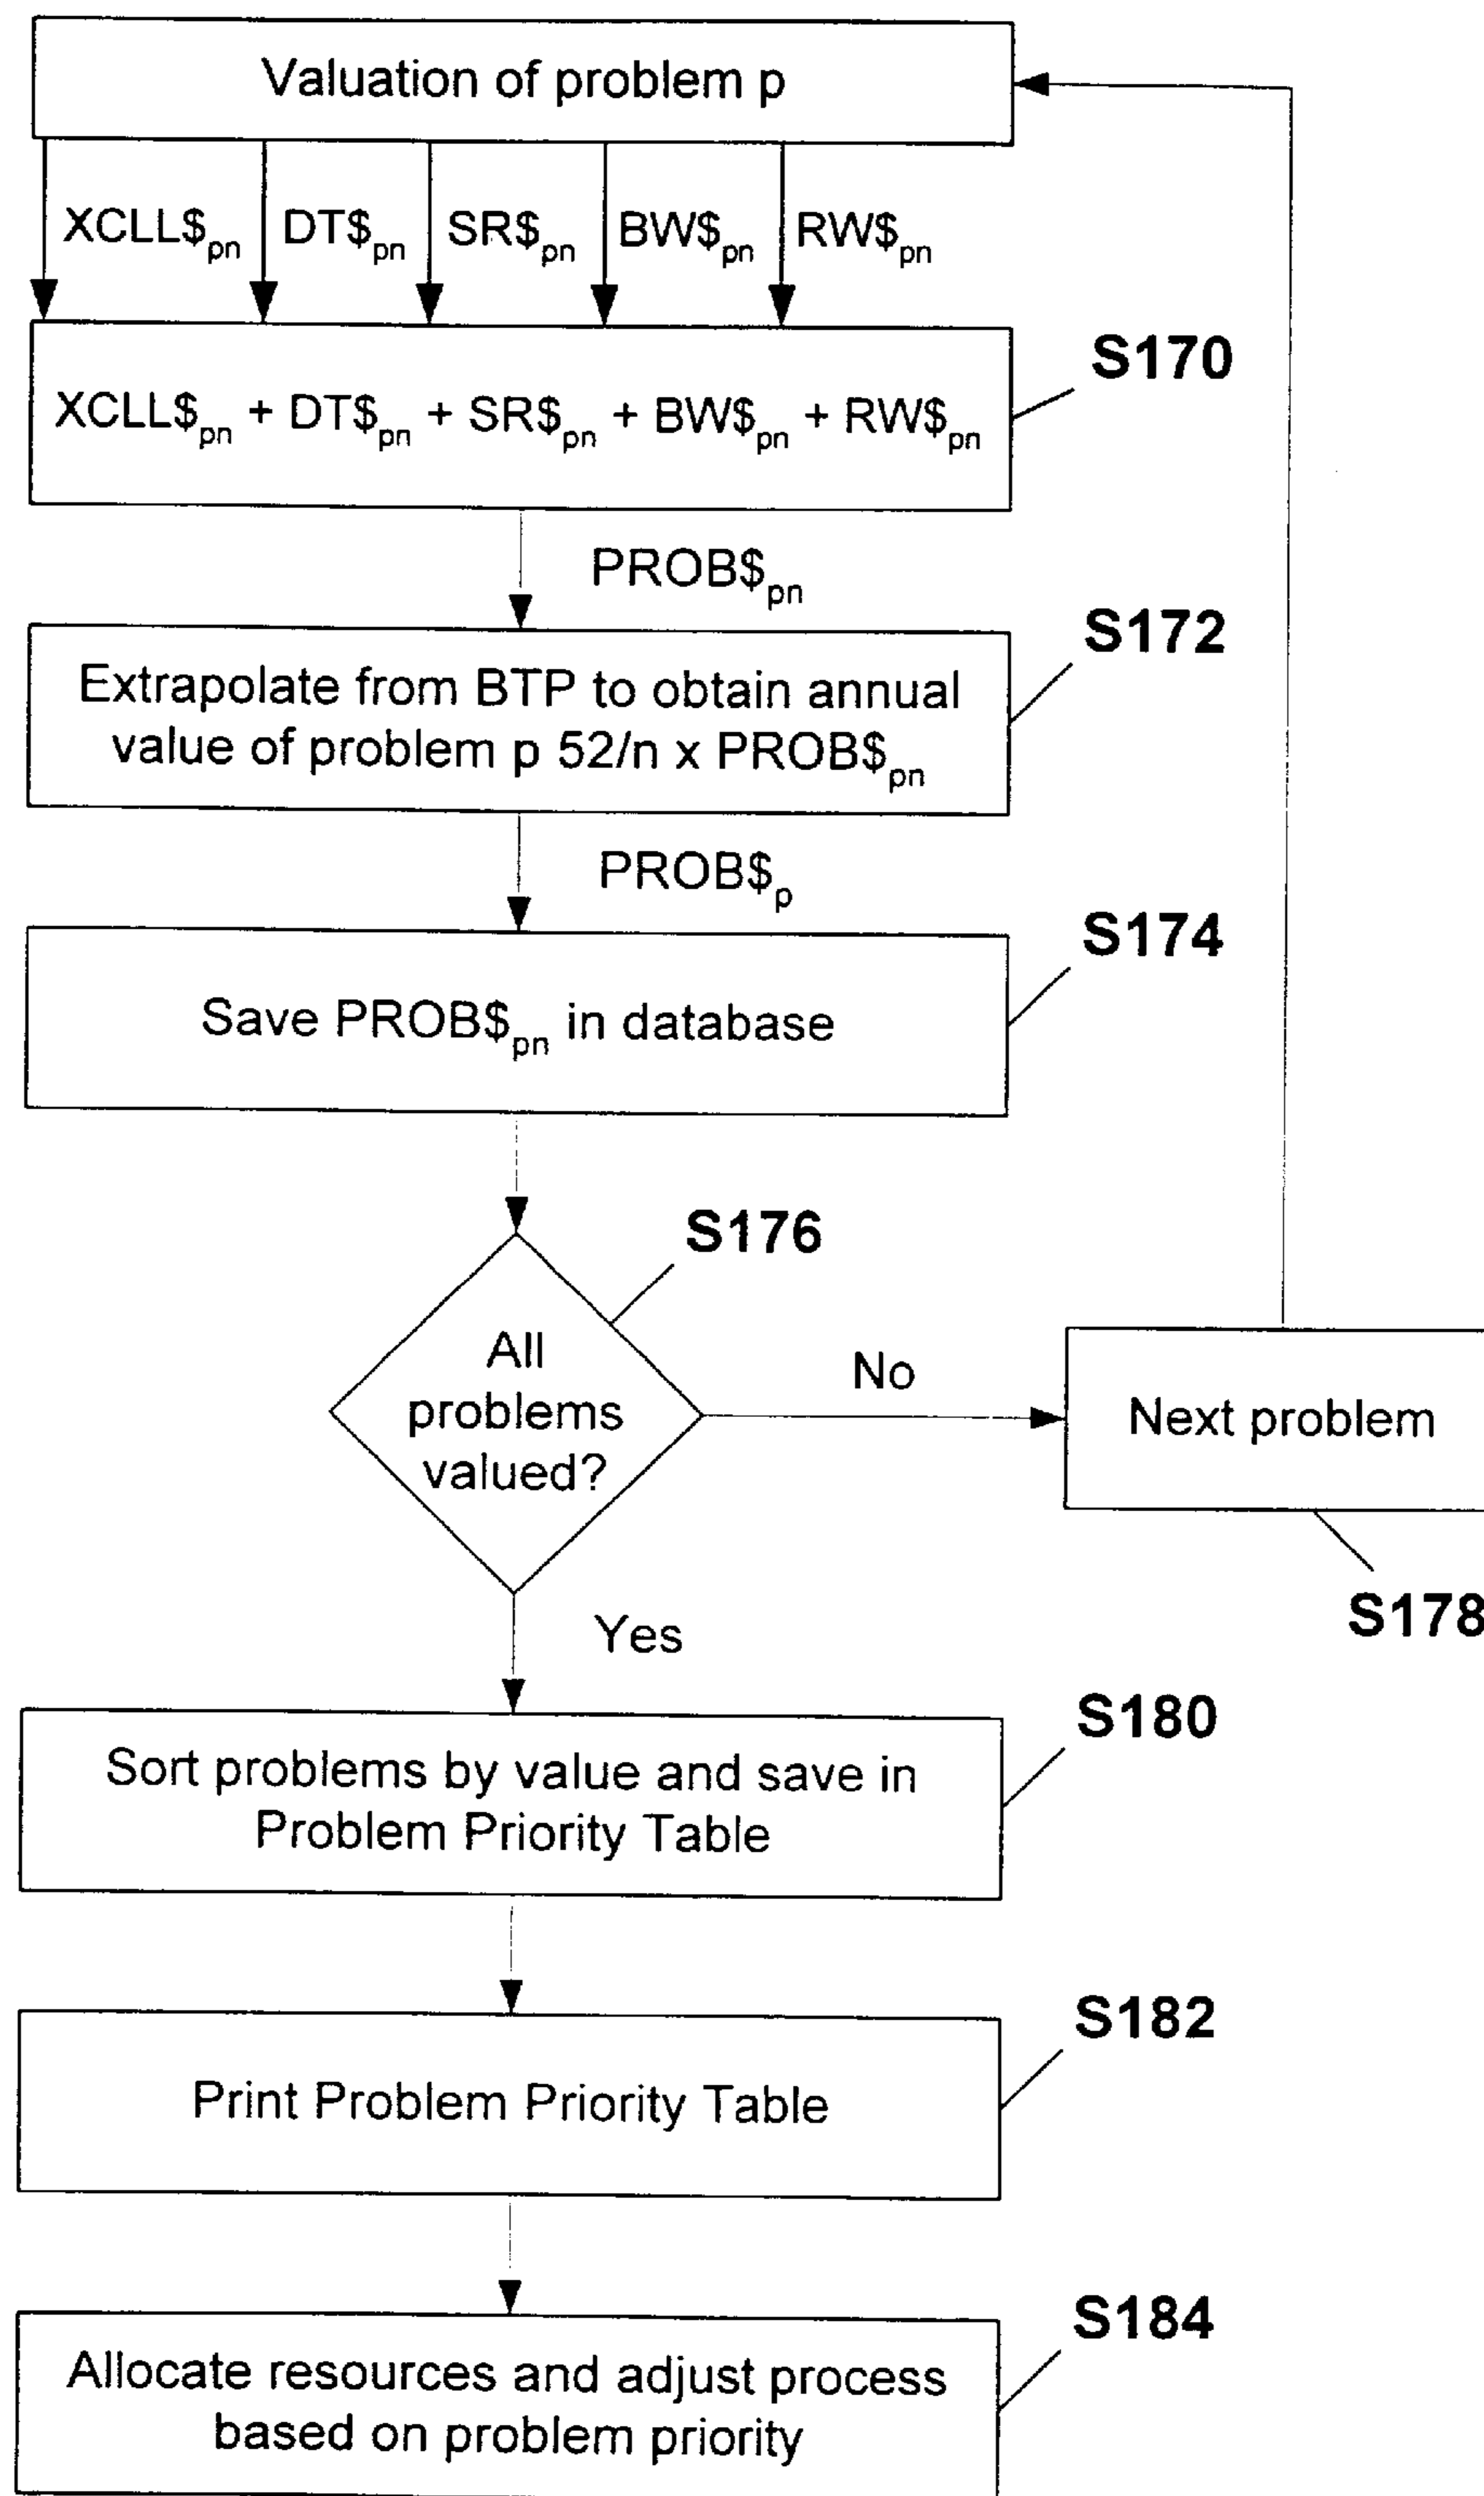 Valuation of problem p
XCLL$pn DT$pn SR$pn BW$pn RW$pn
S170
XCLL$pn + DT$pn + SR$pn + BW$pn + RW$pn
PROB$pn
S172
Extrapolate from BTP to obtain annual
value of problem p 52/n x PROB$pn
PROB$p
S174
Save PROB$pn in database
S176
All
problems
valued?
No
Next problem
S178
Yes
S180
Sort problems by value and save in
Problem Priority Table
S182
Print Problem Priority Table
S184
Allocate resources and adjust process
based on problem priority